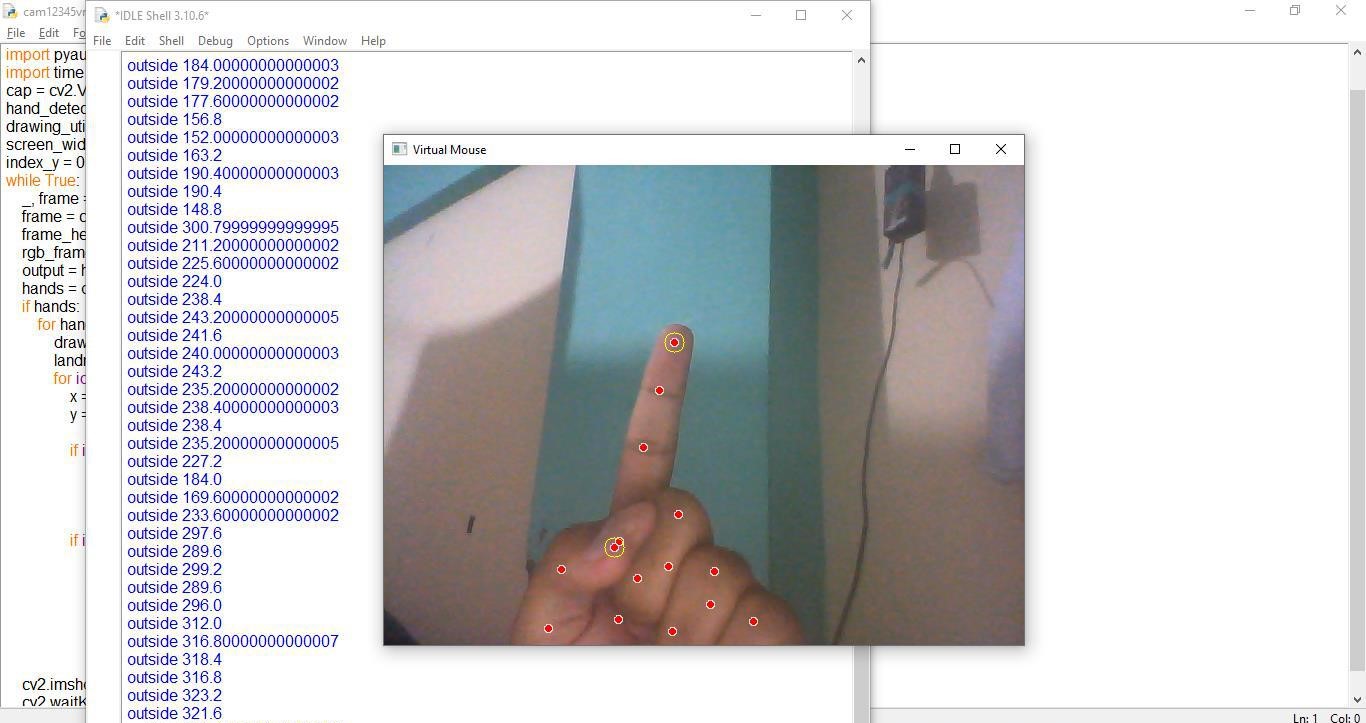 cam12345vr
File Edit Fo
import pyau
import time
cap = cv2.V
hand_detec
drawing_uti
screen_wid
index_y = 0
while True:
_, frame =
frame = c
frame_he
rgb_fram
output = h
hands = o
if hands:
for hand
draw
landr
for id
x =
y =
if i
if i
cv2.imsho
cv2.waitK
*IDLE Shell 3.10.6*
File Edit Shell Debug Options Window Help
outside 184.00000000000003
outside 179.20000000000002
outside 177.60000000000002
outside 156.8
outside 152.00000000000003
outside 163.2
outside 190.40000000000003
outside 190.4
outside 148.8
outside 300.79999999999995
outside 211.20000000000002
outside 225.60000000000002
outside 224.0
outside 238.4
outside 243.20000000000005
outside 241.6
outside 240.00000000000003
outside 243.2
outside 235.20000000000002
outside 238.40000000000003
outside 238.4
outside 235.20000000000005
outside 227.2
outside 184.0
outside 169.60000000000002
outside 233.60000000000002
outside 297.6
outside 289.6
outside 299.2
outside 289.6
outside 296.0
outside 312.0
outside 316.80000000000007
outside 318.4
outside 316.8
outside 323.2
outside 321.6
Virtual Mouse
Ln: 1 Col: 0